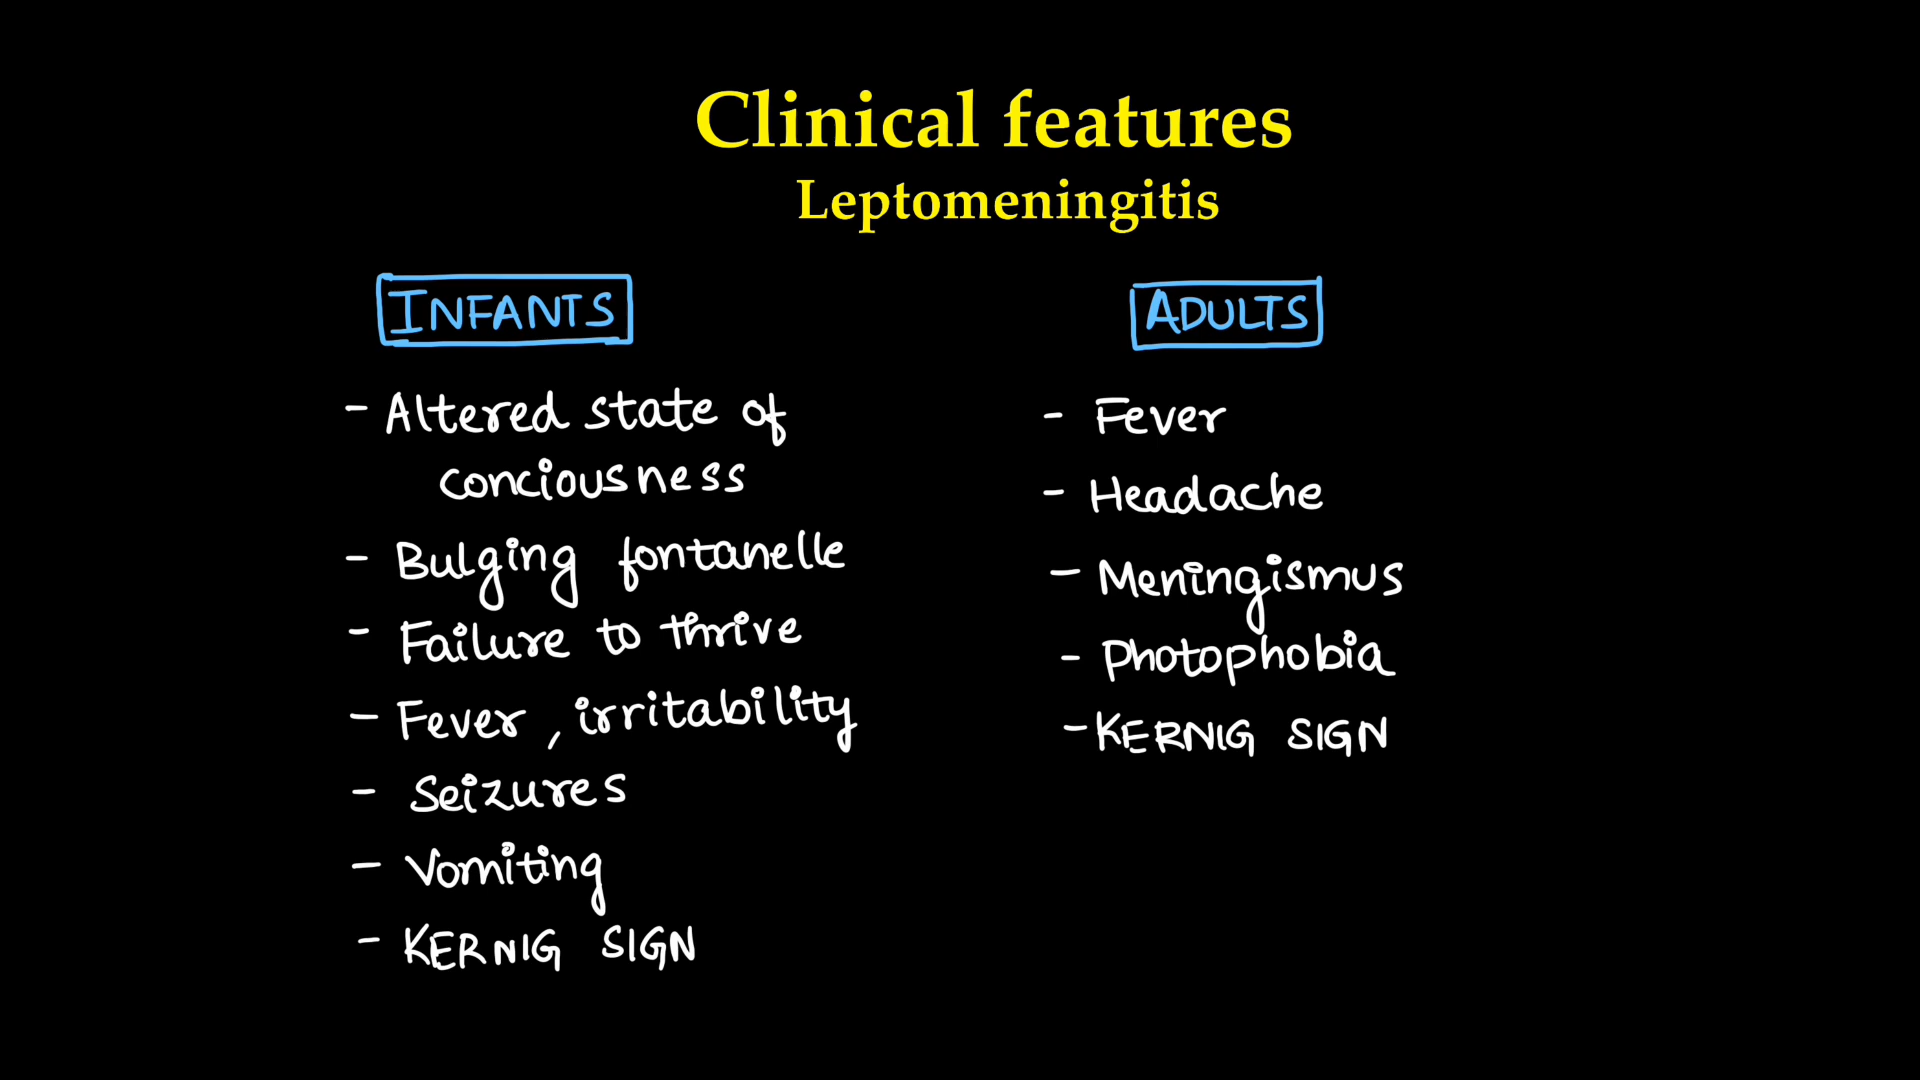 Clinical features
Leptomeningitis
INFANTS
- Altered state of
conciousness
- Bulging fontanelle
- Failure to thrive
- Fever, irritability
- Seizures
- Vomiting
- KERNIG SIGN
ADULTS
- Fever
- Headache
- Meningismus
- Photophobia
- KERNIG SIGN